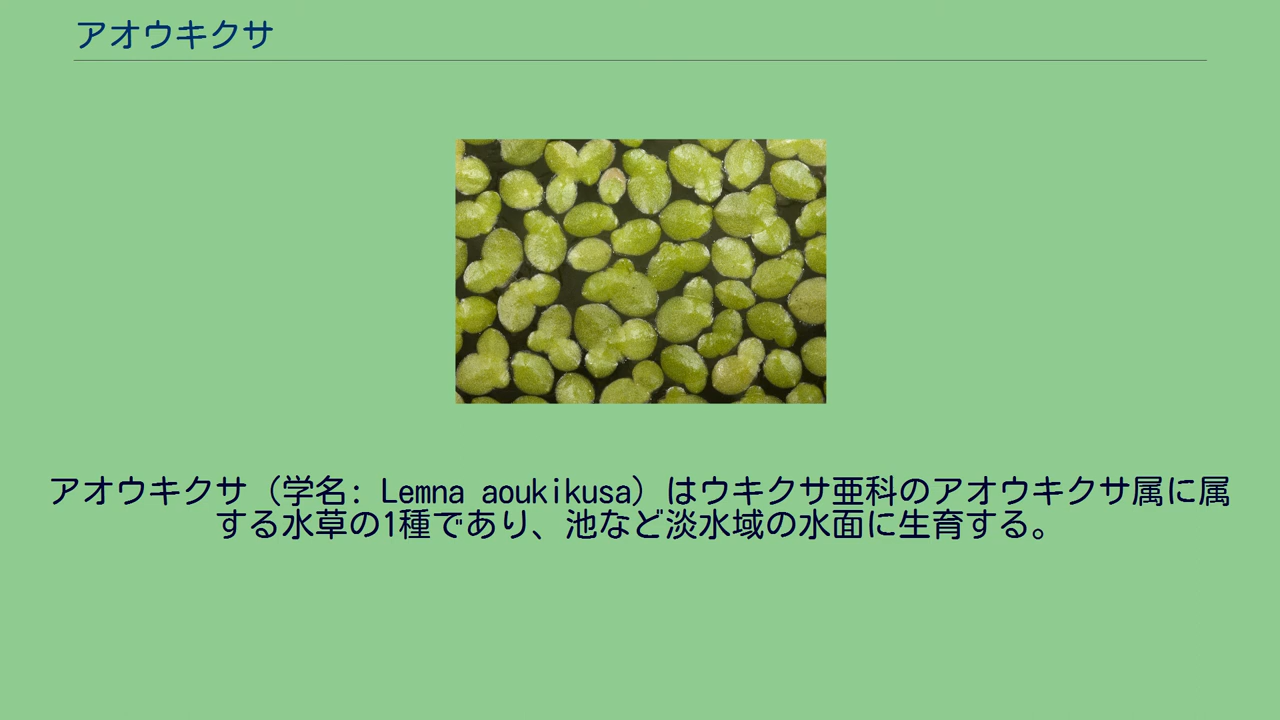 アオウキクサ
アオウキクサ（学名: Lemna aoukikusa）はウキクサ亜科のアオウキクサ属に属
する水草の1種であり、池など淡水域の水面に生育する。